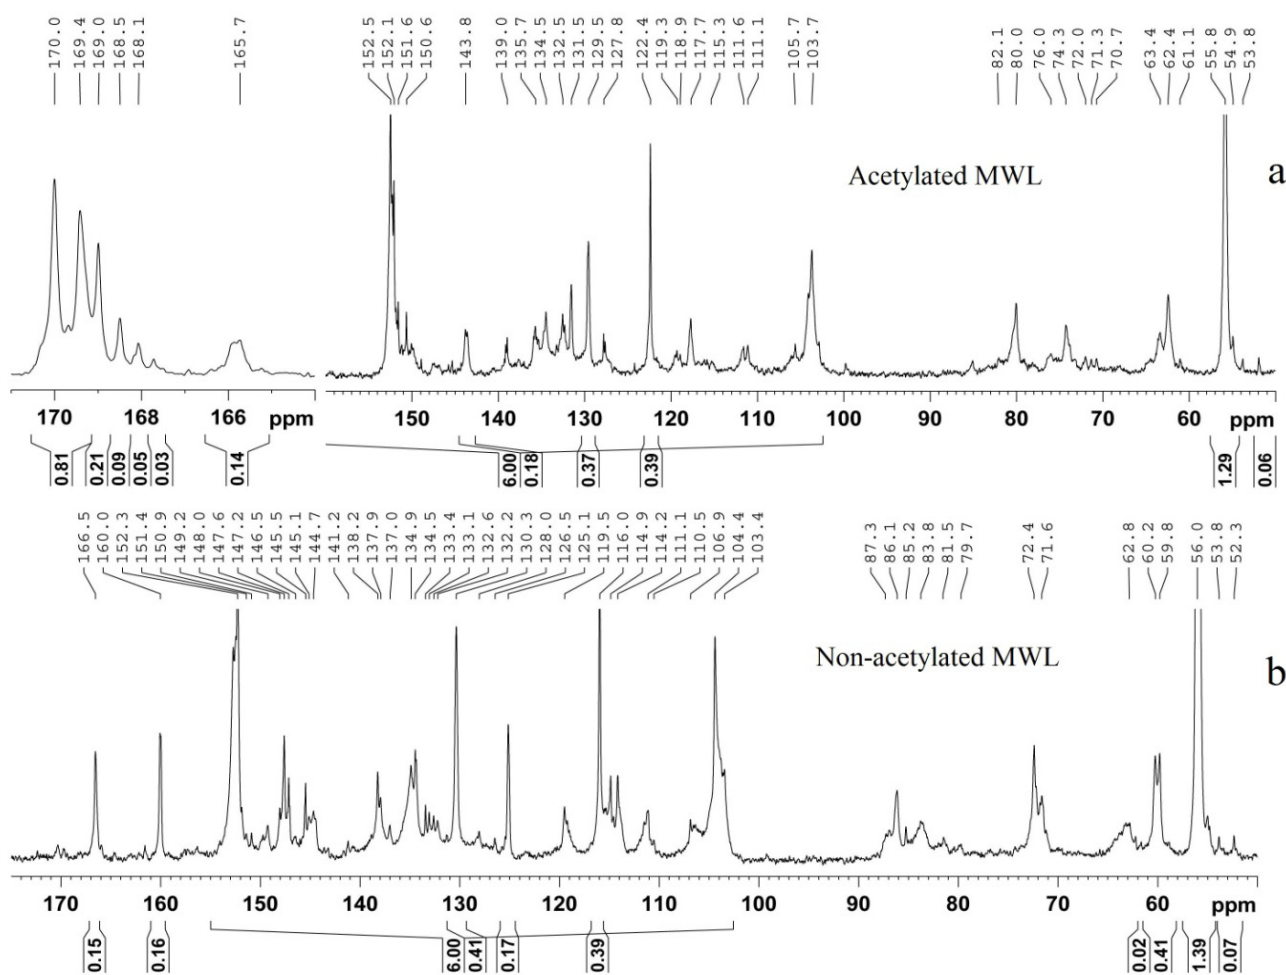 170.0 169.4 169.0 168.5 168.1 165.7 152.5 152.1 151.6 150.6 143.8 139.0 135.7 134.5 132.5 131.5 129.5 127.8 122.4 119.3 118.9 117.7 115.3 111.6 111.1 105.7 103.7 82.1 80.0 76.0 74.3 72.0 71.3 70.7 63.4 62.4 61.1 55.8 54.9 53.8
Acetylated MWL a
170 168 166 ppm 150 140 130 120 110 100 90 80 70 60 ppm
0.81 0.21 0.09 0.05 0.03 0.14 6.00 0.18 0.37 0.39 1.29 0.06
166.5 160.0 152.3 151.4 150.9 149.2 148.0 147.6 147.2 146.5 145.5 145.1 144.7 141.2 138.2 137.9 137.0 134.9 134.5 133.4 133.1 132.6 132.2 130.3 128.0 126.5 125.1 119.5 116.0 114.9 114.2 111.1 110.5 106.9 104.4 103.4 87.3 86.1 85.2 83.8 81.5 79.7 72.4 71.6 62.8 60.2 59.8 56.0 53.8 52.3
Non-acetylated MWL b
170 160 150 140 130 120 110 100 90 80 70 60 ppm
0.15 0.16 6.00 0.41 0.17 0.39 0.02 0.41 1.39 0.07